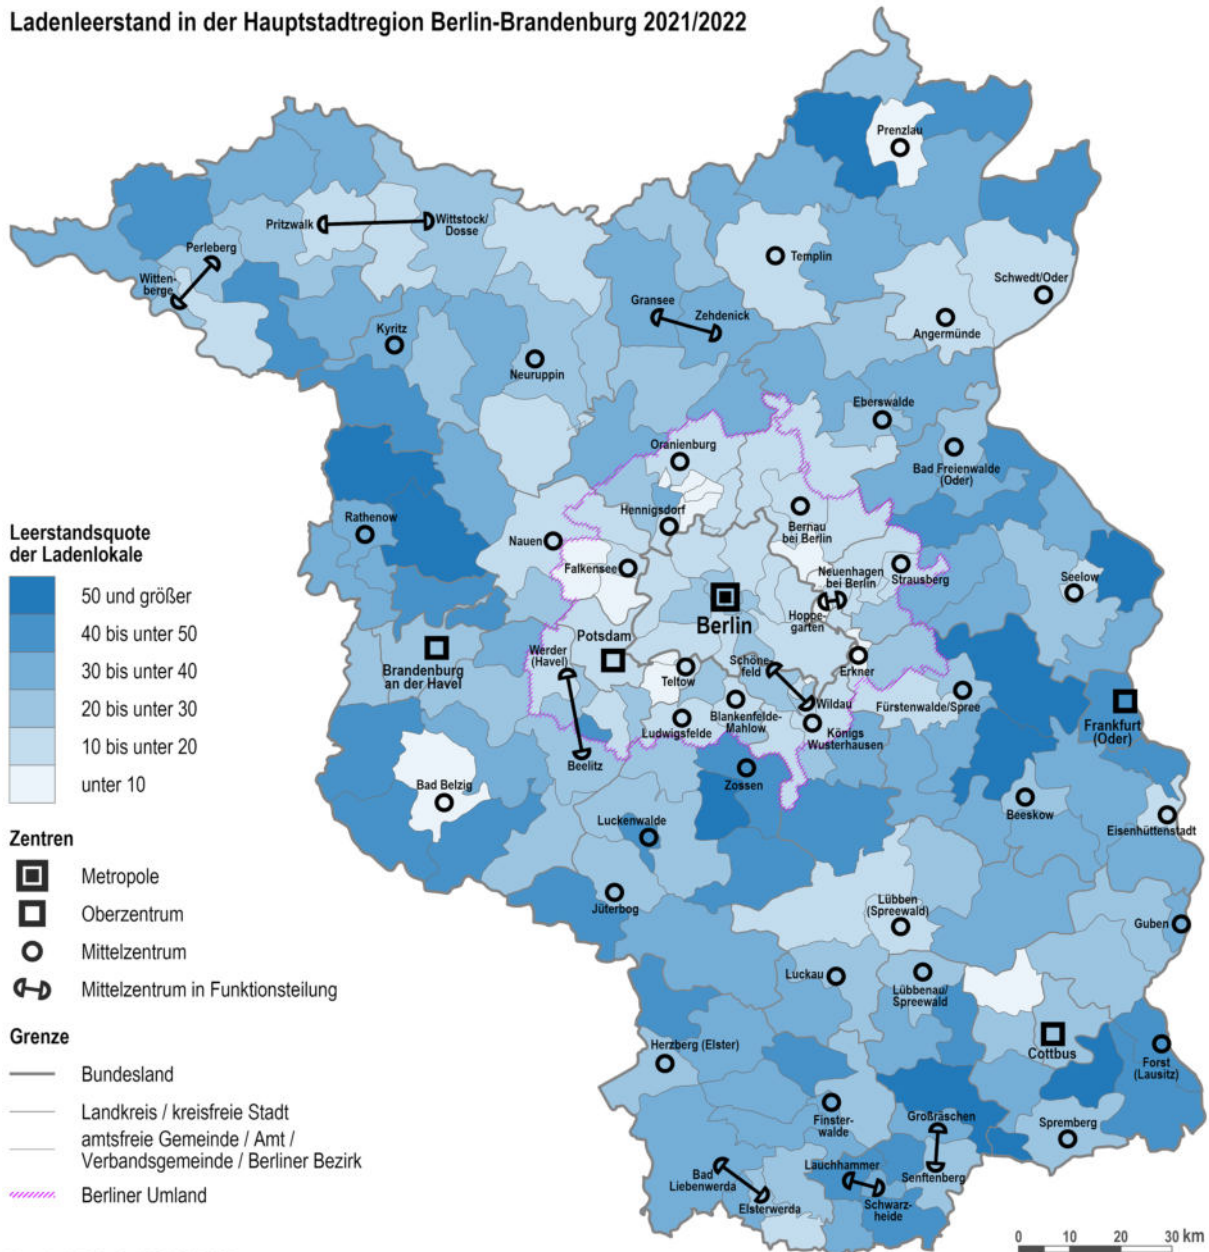 Ladenleerstand in der Hauptstadtregion Berlin-Brandenburg 2021/2022
Prenzlau
Pritzwalk
Wittstock/
Dosse
Perleberg
Witten-
berge
Templin
Schwedt/Oder
Gransee
Zehdenick
Angermünde
Kyritz
Neuruppin
Eberswalde
Oranienburg
Bad Freienwalde
(Oder)
Hennigsdorf
Rathenow
Bernau
bei Berlin
Nauen
Falkensee
Neuenhagen
bei Berlin
Strausberg
Seelow
Hoppe-
garten
Berlin
Potsdam
Werder
(Havel)
Brandenburg
an der Havel
Schöne-
feld
Erkner
Teltow
Wildau
Fürstenwalde/Spree
Frankfurt
(Oder)
Blankenfelde-
Mahlow
Ludwigsfelde
Königs
Wusterhausen
Beelitz
Zossen
Bad Belzig
Beeskow
Eisenhüttenstadt
Luckenwalde
Jüterbog
Lübben
(Spreewald)
Guben
Luckau
Lübbenau/
Spreewald
Cottbus
Forst
(Lausitz)
Herzberg (Elster)
Finster-
walde
Großräschen
Spremberg
Bad
Liebenwerda
Lauchhammer
Senftenberg
Elsterwerda
Schwarz-
heide
Leerstandsquote
der Ladenlokale
50 und größer
40 bis unter 50
30 bis unter 40
20 bis unter 30
10 bis unter 20
unter 10
Zentren
Metropole
Oberzentrum
Mittelzentrum
Mittelzentrum in Funktionsteilung
Grenze
Bundesland
Landkreis / kreisfreie Stadt
amtsfreie Gemeinde / Amt /
Verbandsgemeinde / Berliner Bezirk
Berliner Umland
0 10 20 30 km